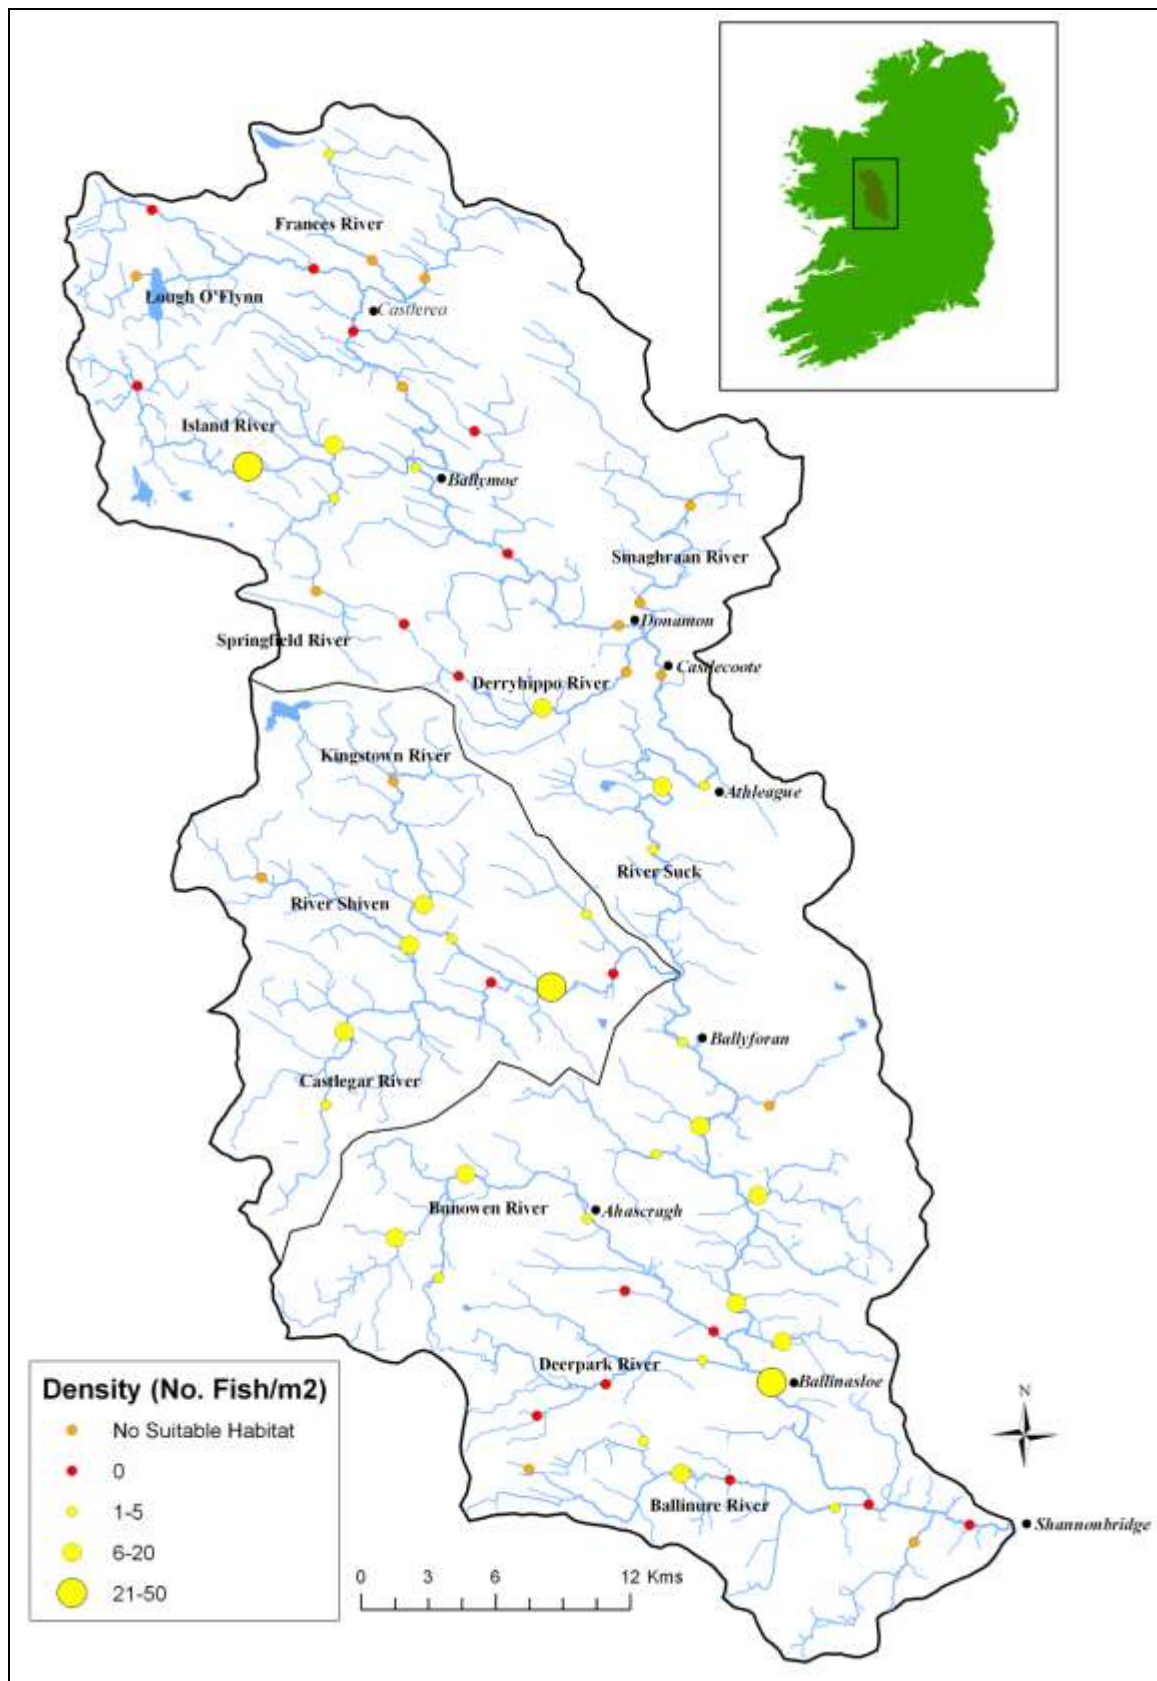 Frances River
Lough O'Flynn
Castlerea
Island River
Ballymoe
Smaghraan River
Donamon
Springfield River
Castlecoote
Derryhippo River
Kingstown River
Athleague
River Suck
River Shiven
Ballyforan
Castlegar River
Bunowen River
Ahascragh
Deerpark River
Ballinasloe
Density (No. Fish/m2)
No Suitable Habitat
0
1-5
6-20
21-50
N
Ballinure River
Shannonbridge
0 3 6 12 Kms